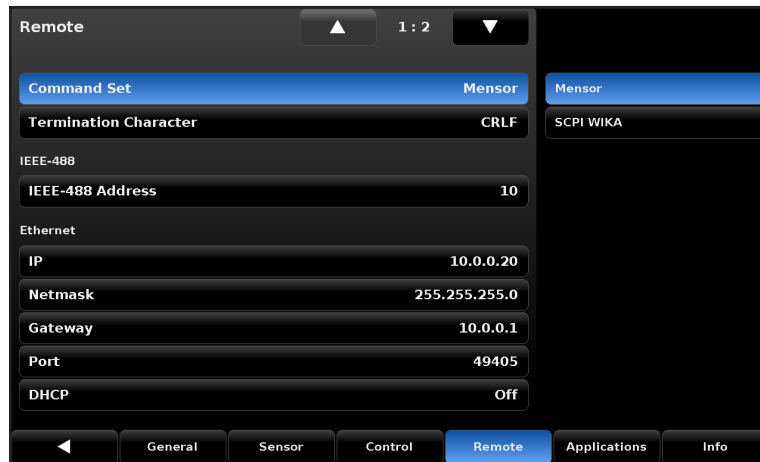 Remote 1 : 2
Command Set Mensor
Termination Character CRLF
IEEE-488
IEEE-488 Address 10
Ethernet
IP 10.0.0.20
Netmask 255.255.255.0
Gateway 10.0.0.1
Port 49405
DHCP Off
Mensor
SCPI WIKA
General Sensor Control Remote Applications Info